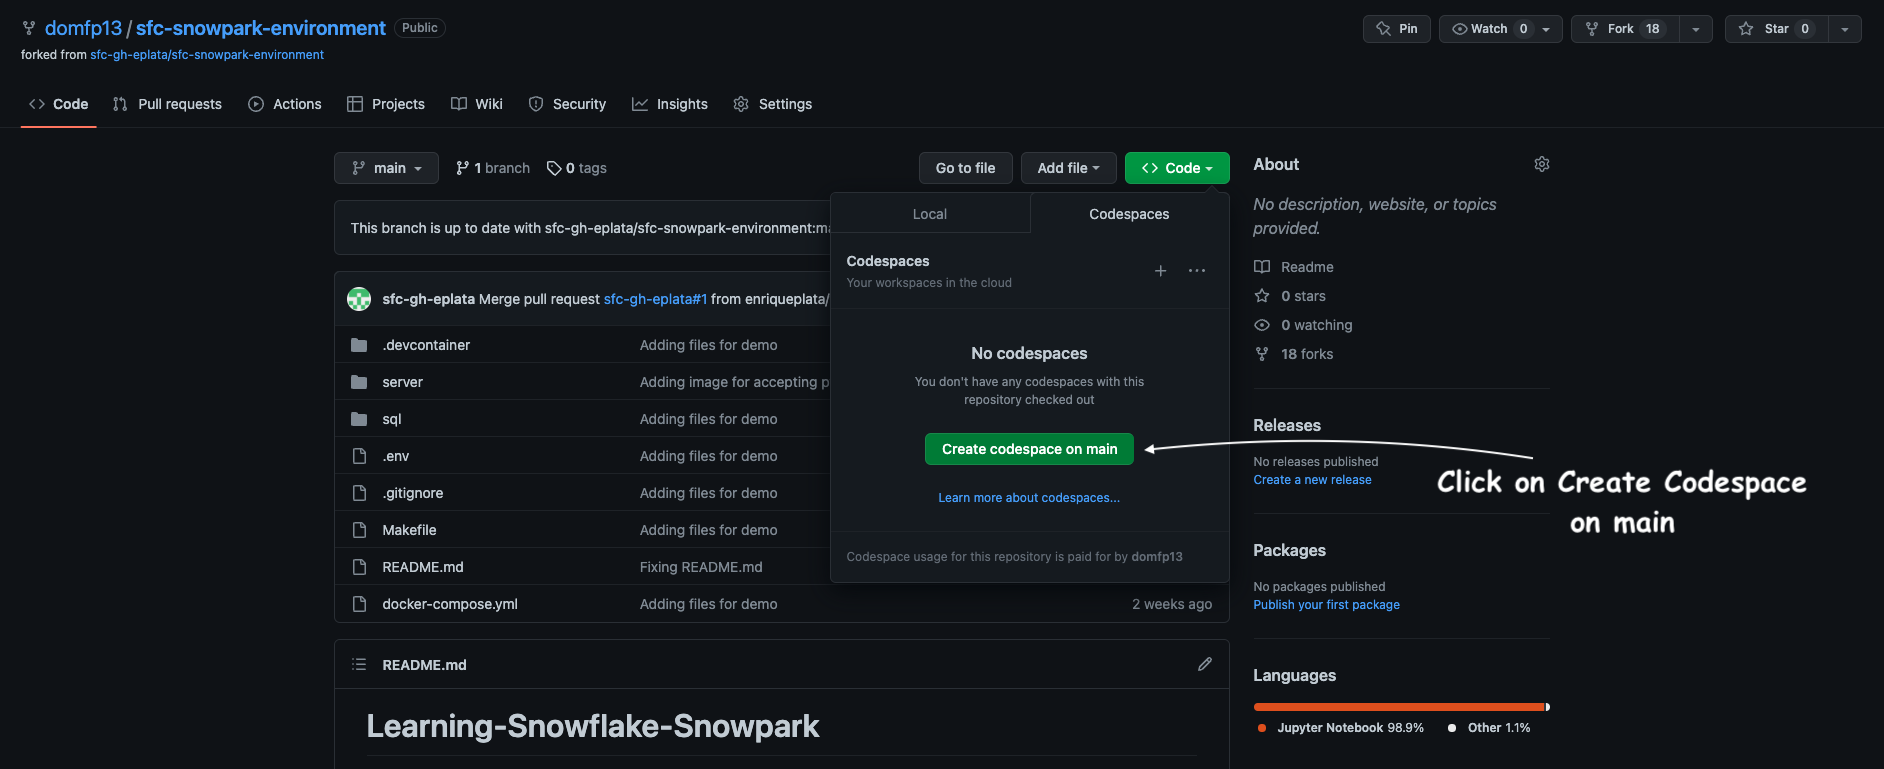 domfp13 / sfc-snowpark-environment Public
Pin Watch 0 Fork 18 Star 0
forked from sfc-gh-eplata/sfc-snowpark-environment
Code Pull requests Actions Projects Wiki Security Insights Settings
main 1 branch 0 tags Go to file Add file Code
Local Codespaces
This branch is up to date with sfc-gh-eplata/sfc-snowpark-environment:ma
Codespaces
Your workspaces in the cloud
sfc-gh-eplata Merge pull request sfc-gh-eplata#1 from enriqueplata/
.devcontainer Adding files for demo
server Adding image for accepting p
sql Adding files for demo
.env Adding files for demo
.gitignore Adding files for demo
Makefile Adding files for demo
README.md Fixing README.md
docker-compose.yml Adding files for demo 2 weeks ago
No codespaces
You don't have any codespaces with this
repository checked out
Create codespace on main
Learn more about codespaces...
Codespace usage for this repository is paid for by domfp13
README.md
Learning-Snowflake-Snowpark
About
No description, website, or topics
provided.
Readme
0 stars
0 watching
18 forks
Releases
No releases published
Create a new release
Click on Create Codespace
on main
Packages
No packages published
Publish your first package
Languages
Jupyter Notebook 98.9% Other 1.1%